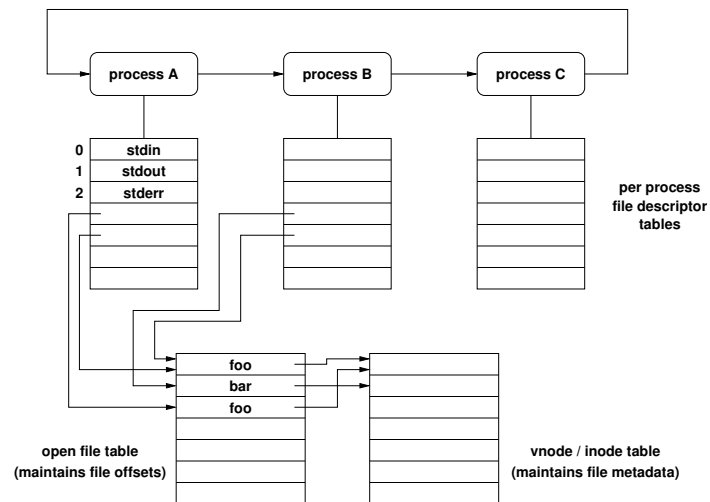 process A
process B
process C
0
stdin
1
stdout
2
stderr
per process
file descriptor
tables
foo
bar
foo
open file table
(maintains file offsets)
vnode / inode table
(maintains file metadata)